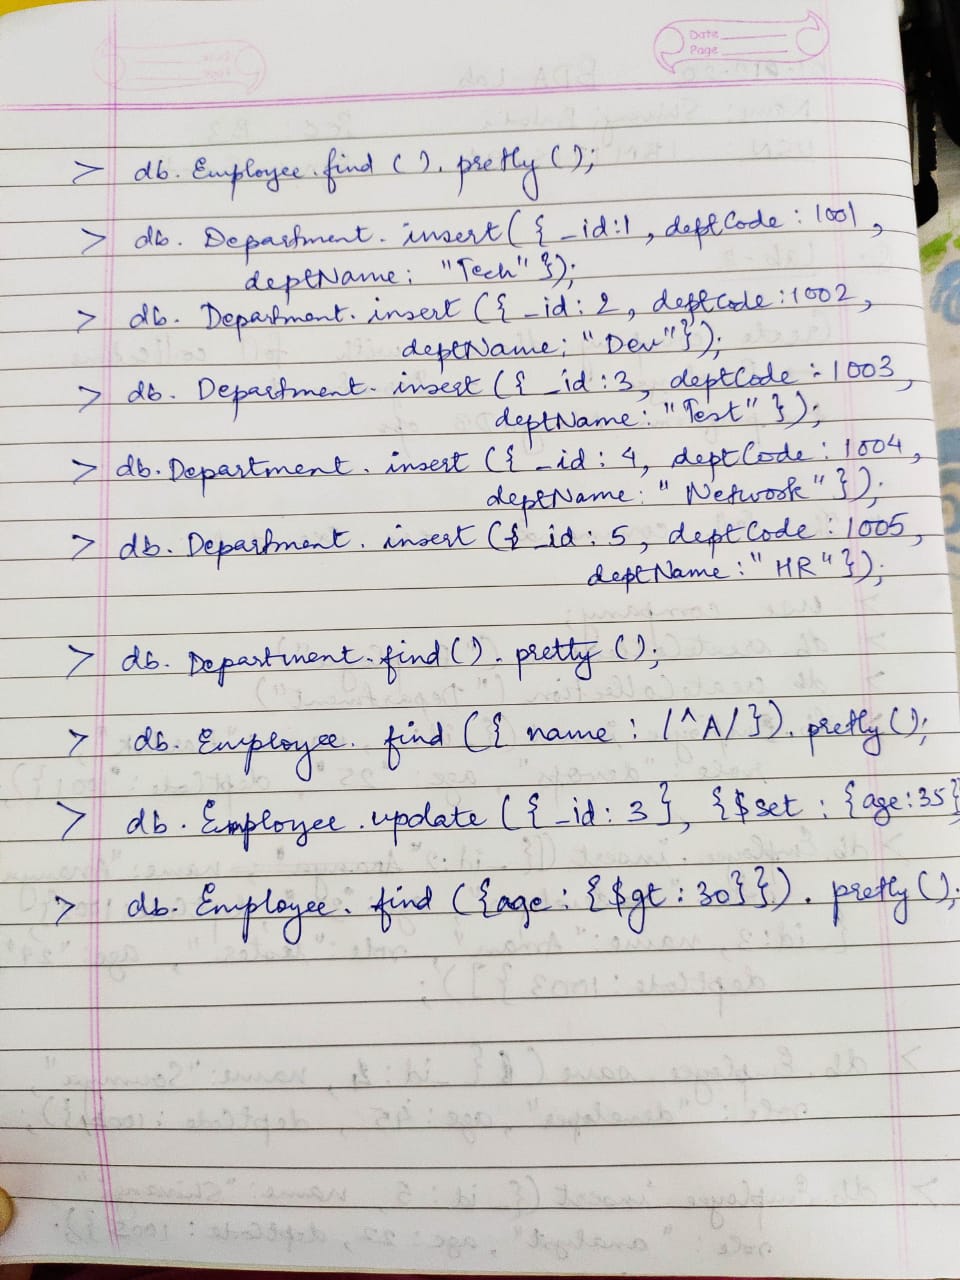 Date
Page
> db. Employee. find (). pretty ();
> db. Department. insert ({ _id:1, deptCode : 1001,
deptName: "Tech" });
> db. Department. insert ({ _id: 2, deptCode :1002,
deptName: "Dev"});
> db. Department. insert ({ _id :3, deptCode : 1003,
deptName: "Test" });
> db. Department. insert ({ _id : 4, deptCode : 1004,
deptName: " Network" });
> db. Department. insert ({ _id : 5, deptCode : 1005,
deptName : " HR" });
> db. Department. find(). pretty ();
> db. Employee. find ({ name : /^A/}). pretty ();
> db. Employee. update ({ _id: 3}, {$set : {age:35}
> db. Employee. find ({age: {$gt : 30}}). pretty ();